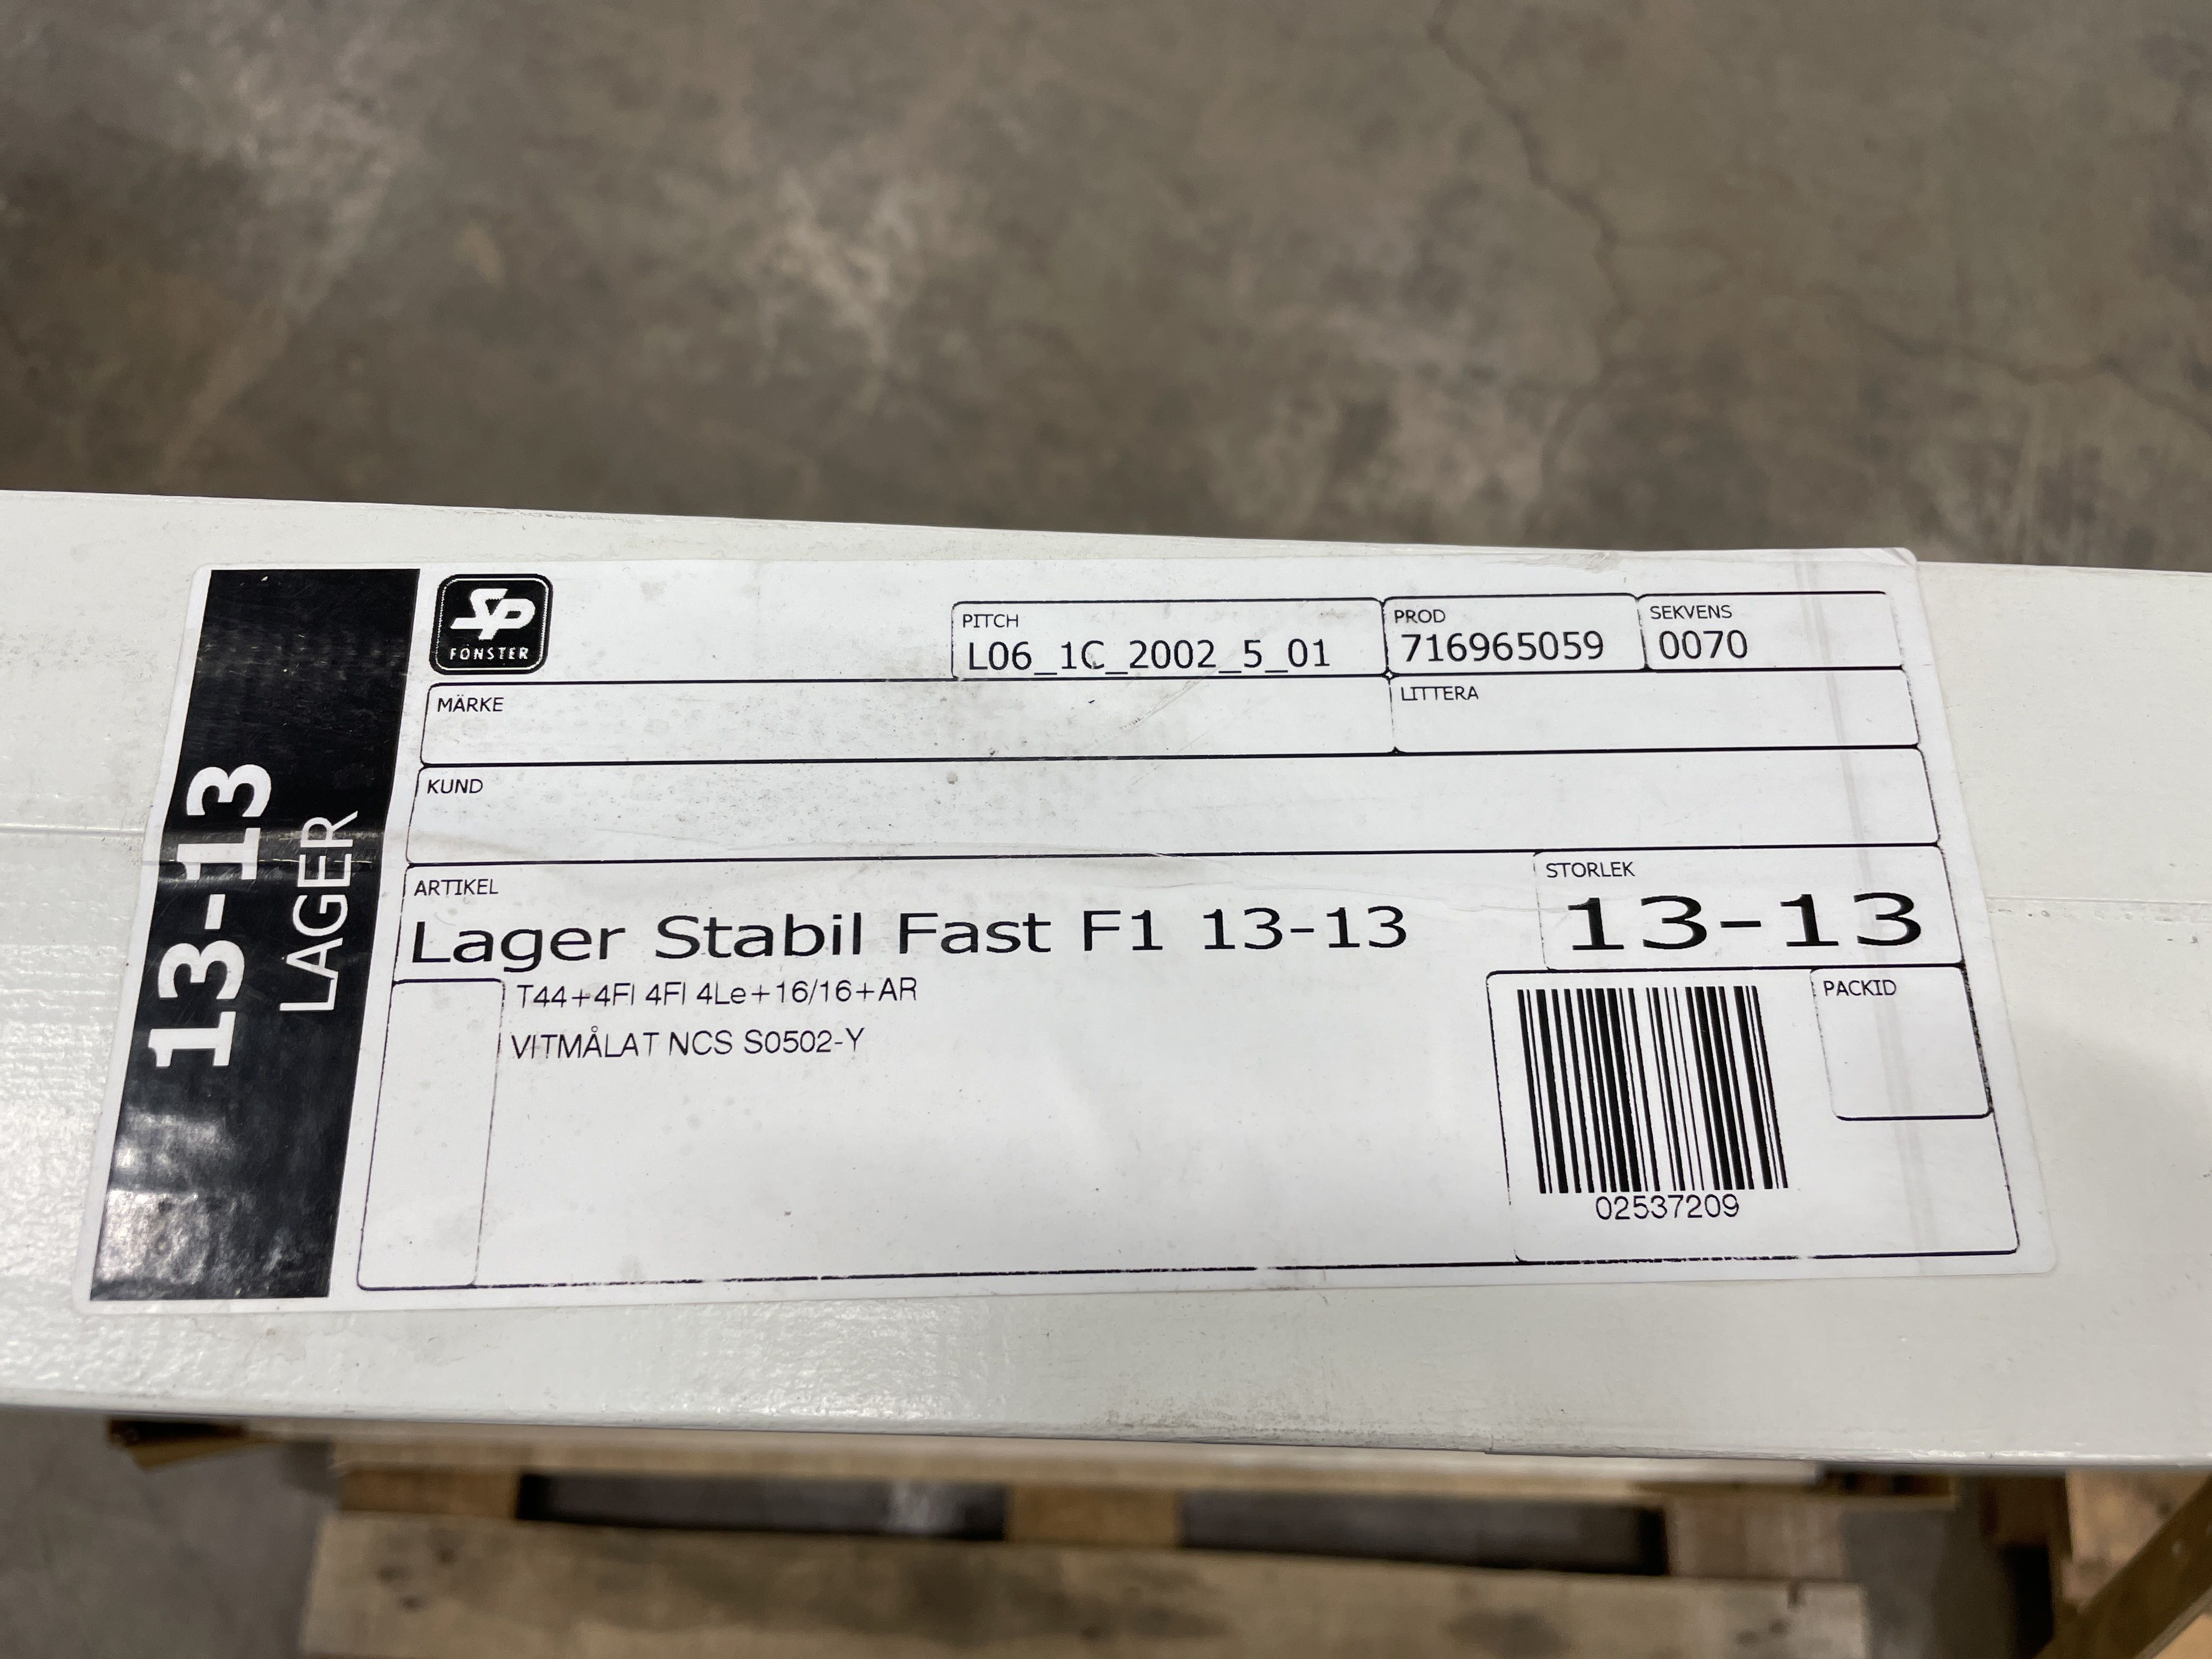 13-13
LAGER
SP
FÖNSTER
PITCH
L06_1C_2002_5_01
PROD
716965059
SEKVENS
0070
MÄRKE
LITTERA
KUND
ARTIKEL
Lager Stabil Fast F1 13-13
STORLEK
13-13
T44+4Fl 4Fl 4Le+16/16+AR
VITMÅLAT NCS S0502-Y
PACKID
02537209